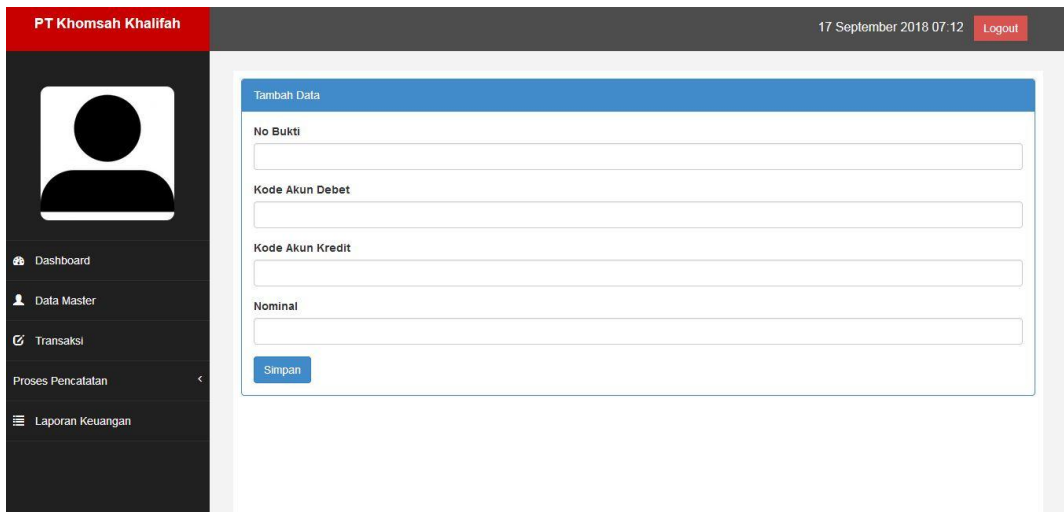 PT Khomsah Khalifah
17 September 2018 07:12 Logout
Dashboard
Data Master
Transaksi
Proses Pencatatan
Laporan Keuangan
Tambah Data
No Bukti
Kode Akun Debet
Kode Akun Kredit
Nominal
Simpan